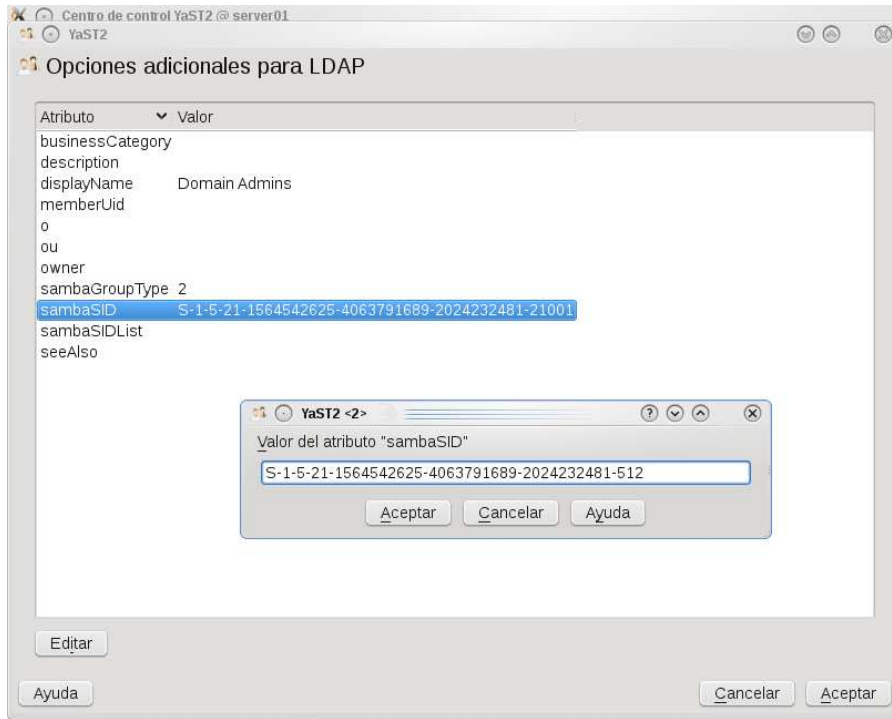 Centro de control YaST2 @ server01
YaST2
Opciones adicionales para LDAP
Atributo Valor
businessCategory
description
displayName Domain Admins
memberUid
o
ou
owner
sambaGroupType 2
sambaSID S-1-5-21-1564542625-4063791689-2024232481-21001
sambaSIDList
seeAlso
YaST2 <2>
Valor del atributo "sambaSID"
S-1-5-21-1564542625-4063791689-2024232481-512
Aceptar Cancelar Ayuda
Editar
Ayuda Cancelar Aceptar